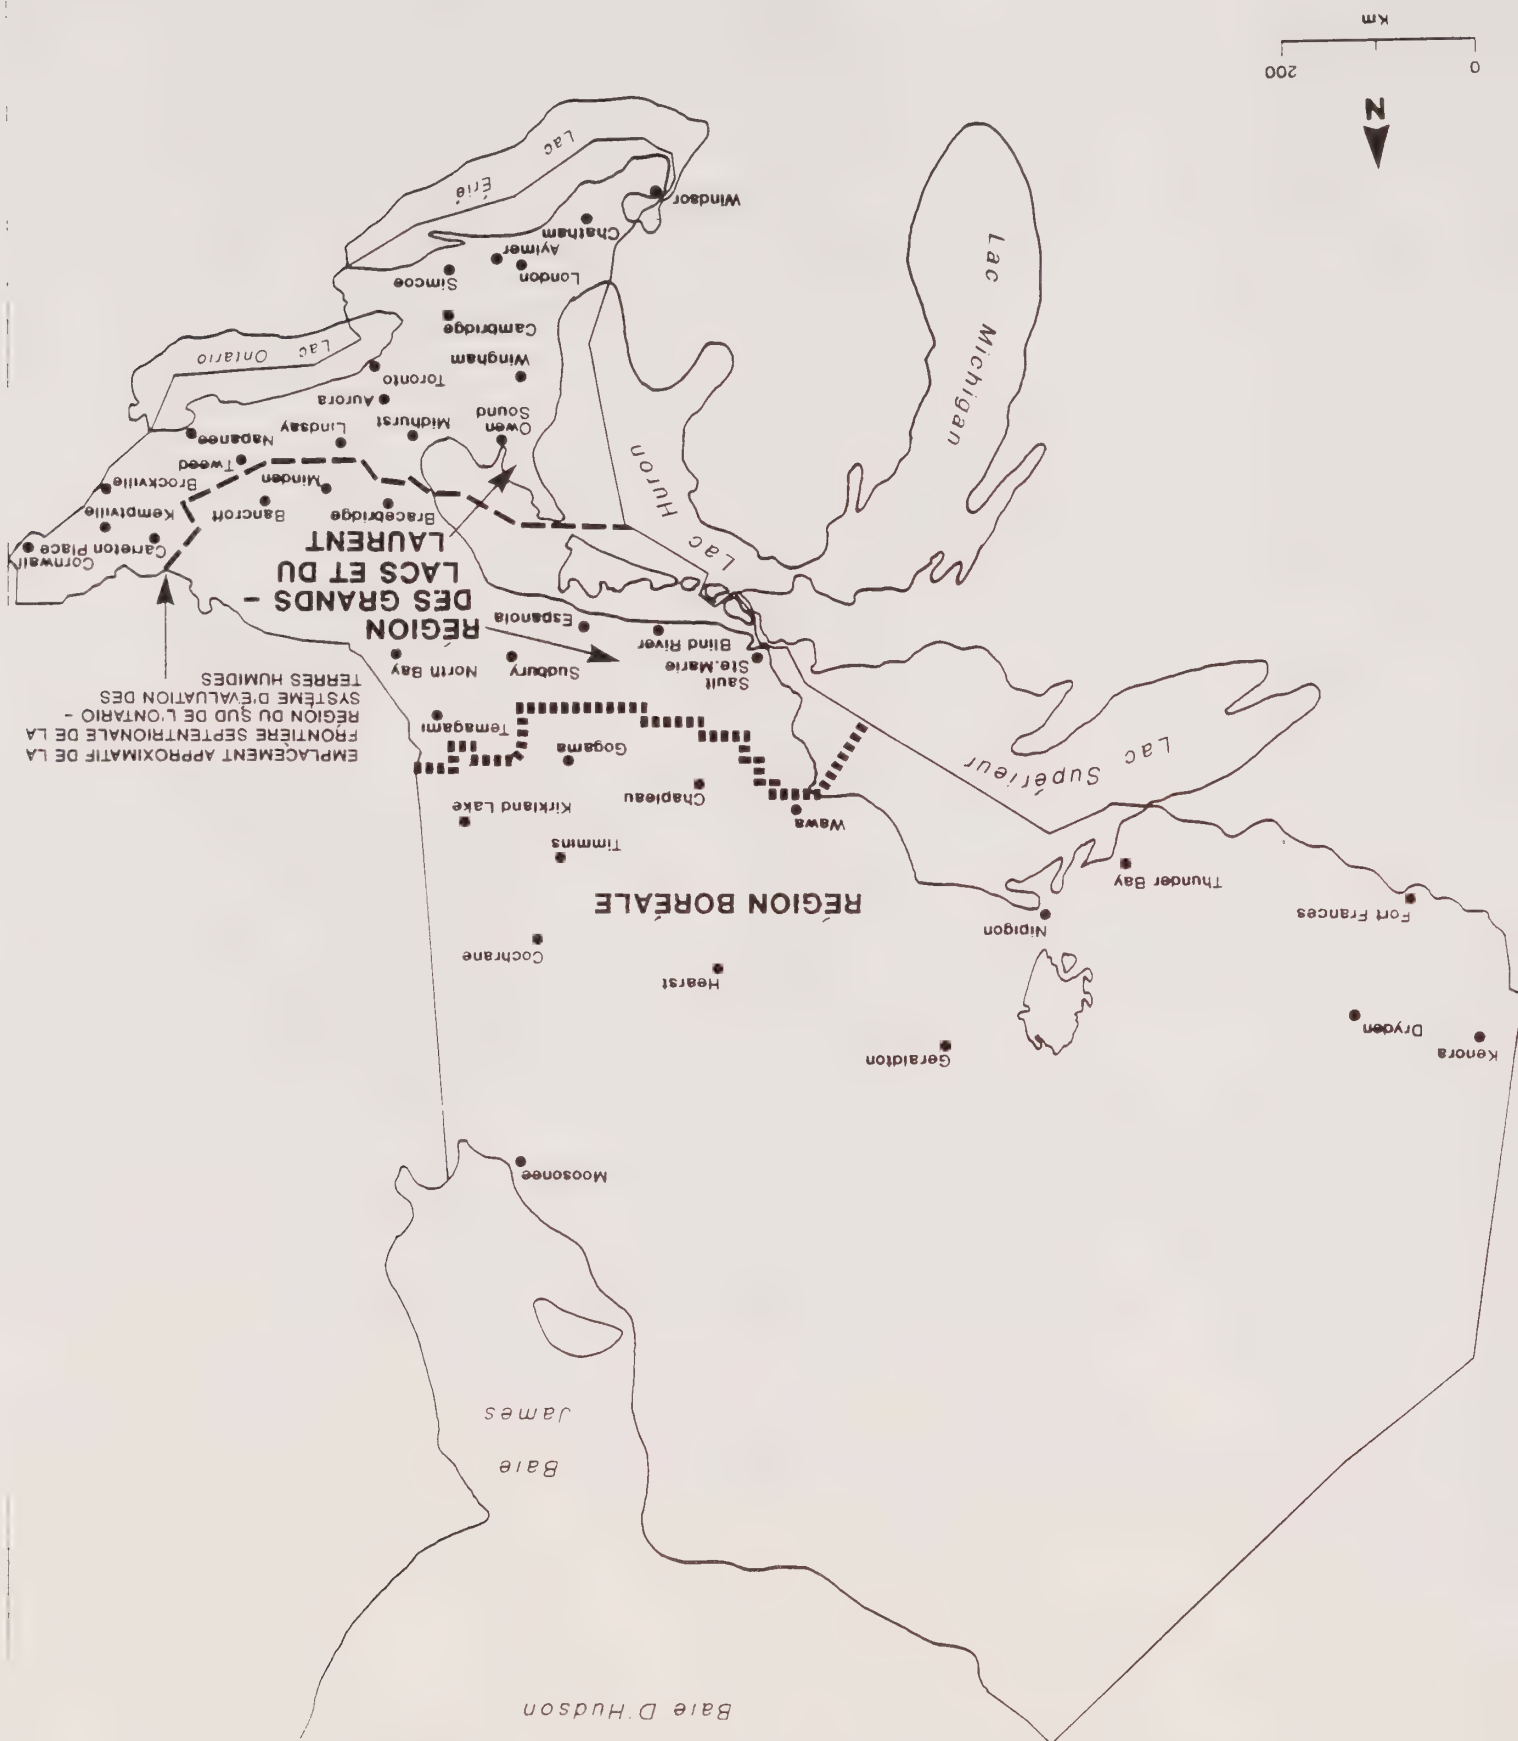 Baie D'Hudson
Baie
James
Moosonee
Kenora
Dryden
Geraldton
Hearst
Cochrane
Nipigon
Fort Frances
Thunder Bay
RÉGION BORÉALE
Timmins
Wawa
Kirkland Lake
Chapleau
Lac Supérieur
Gogama
Temagami
EMPLACEMENT APPROXIMATIF DE LA
FRONTIÈRE SEPTENTRIONALE DE LA
RÉGION DU SUD DE L'ONTARIO -
SYSTÈME D'ÉVALUATION DES
TERRES HUMIDES
Sault
Ste.Marie
Sudbury
North Bay
Blind River
Espanola
RÉGION
DES GRANDS -
LACS ET DU
LAURENT
Lac Huron
Cornwall
Carleton Place
Kemptville
Brockville
Bracebridge
Bancroft
Minden
Tweed
Napanee
Lindsay
Midhurst
Owen
Sound
Aurora
Toronto
Wingham
Lac Ontario
Cambridge
Lac Michigan
London
Simcoe
Aylmer
Chatham
Windsor
Lac Érié
N
0
200
Km